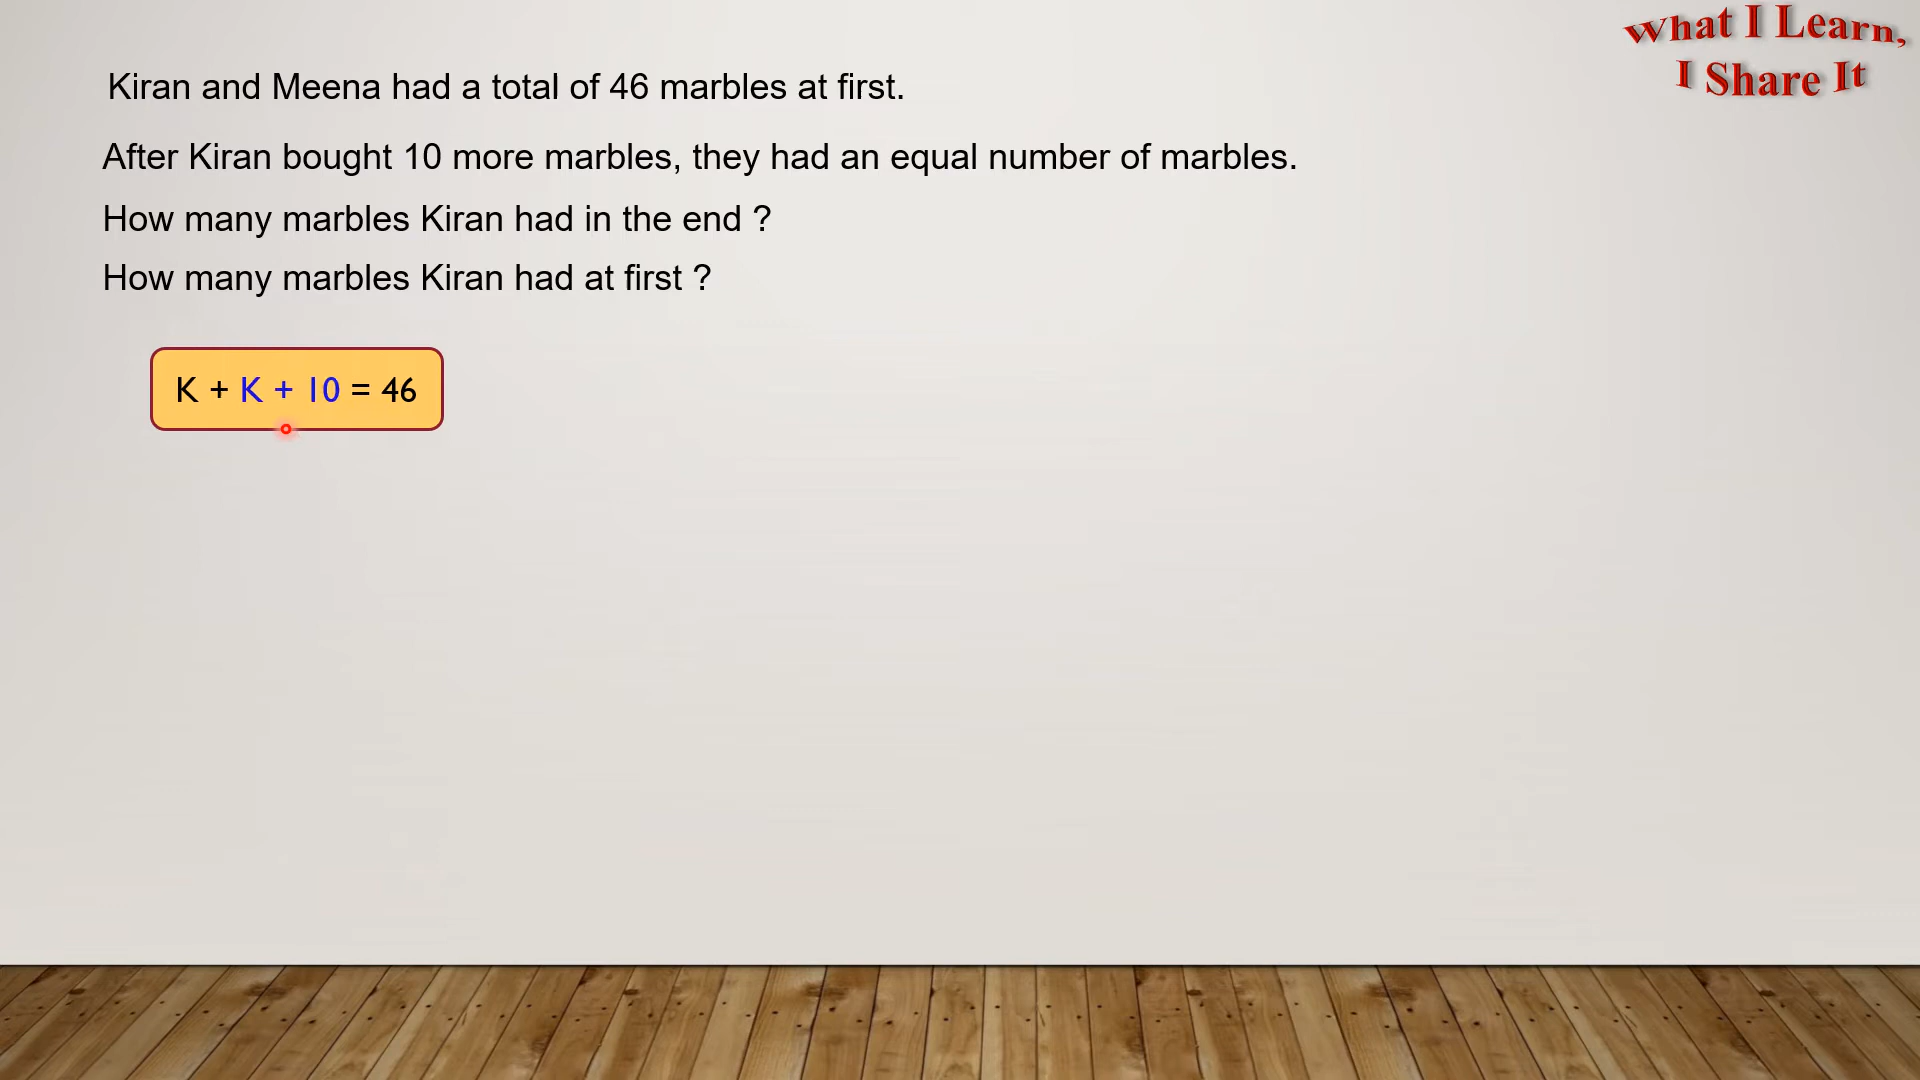 What I Learn,
I Share It
Kiran and Meena had a total of 46 marbles at first.
After Kiran bought 10 more marbles, they had an equal number of marbles.
How many marbles Kiran had in the end ?
How many marbles Kiran had at first ?
K + K + 10 = 46